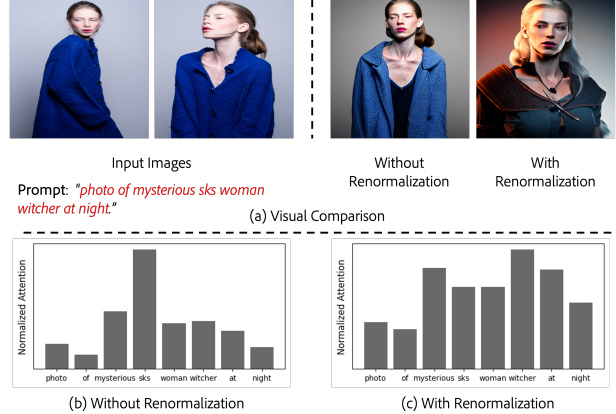 Input Images
Without
Renormalization
With
Renormalization
Prompt: "photo of mysterious sks woman
witcher at night."
(a) Visual Comparison
Normalized Attention
photo of mysterious sks woman witcher at night
(b) Without Renormalization
Normalized Attention
photo of mysterious sks woman witcher at night
(c) With Renormalization